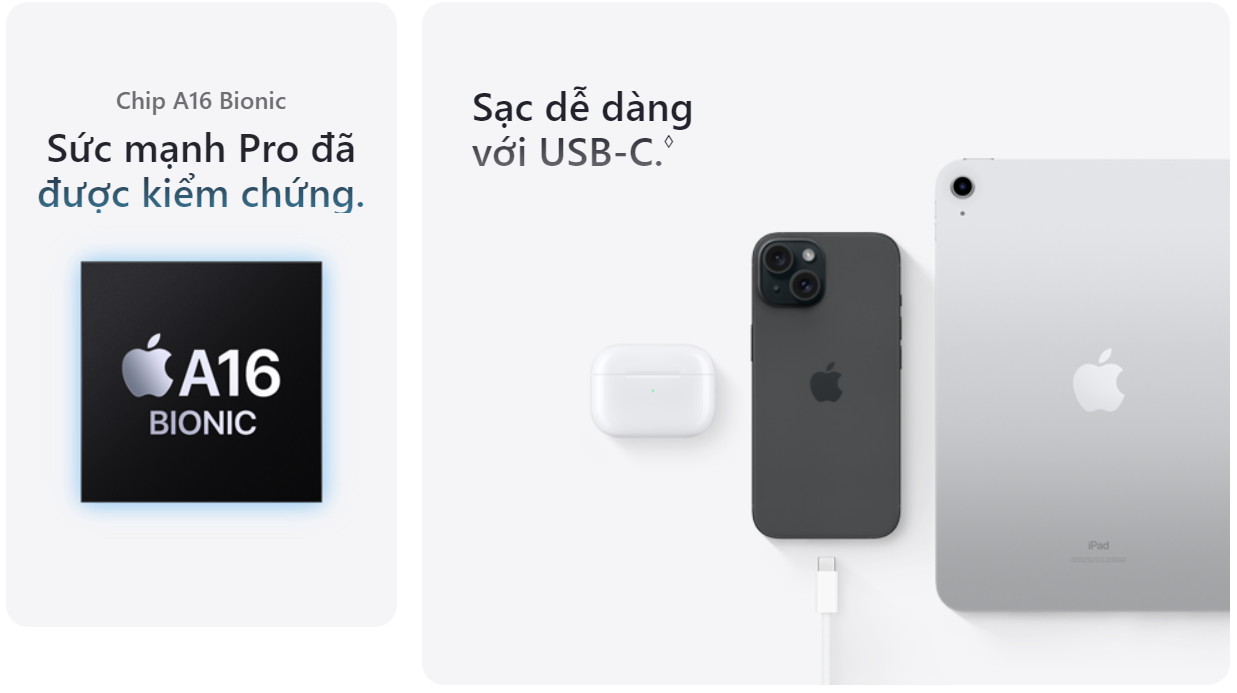 Chip A16 Bionic
Sức mạnh Pro đã
được kiểm chứng.
A16
BIONIC
Sạc dễ dàng
với USB-C.◊
iPad